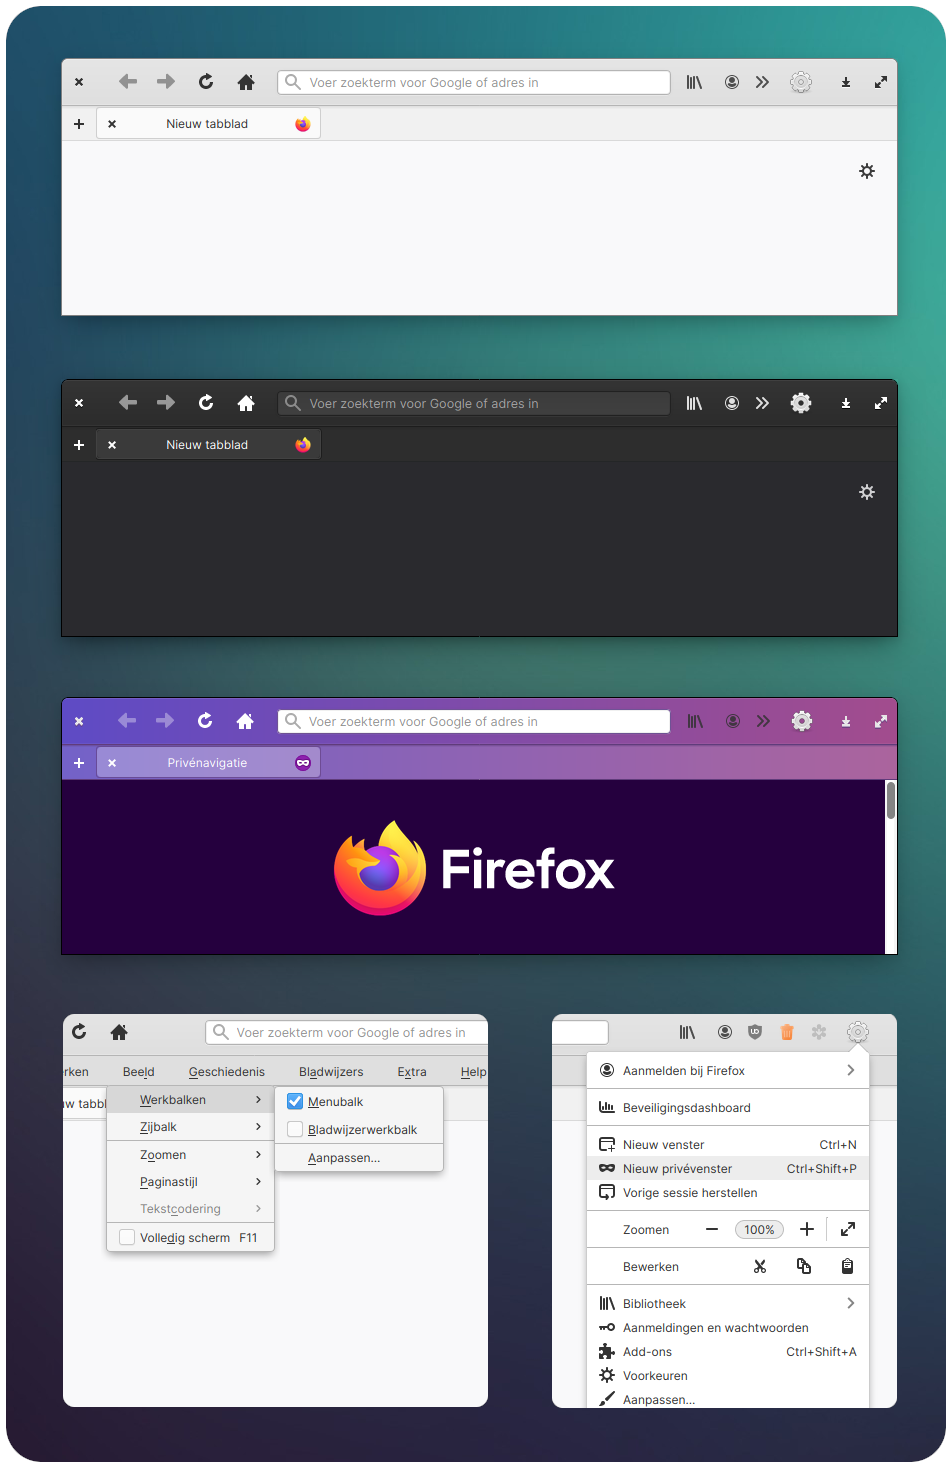 Voer zoekterm voor Google of adres in
Nieuw tabblad
Voer zoekterm voor Google of adres in
Nieuw tabblad
Voer zoekterm voor Google of adres in
Privénavigatie
Firefox
Voer zoekterm voor Google of adres in
rken Beeld Geschiedenis Bladwijzers Extra Help
uw tabbl
Werkbalken
Zijbalk
Zoomen
Paginastijl
Tekstcodering
Volledig scherm F11
Menubalk
Bladwijzerwerkbalk
Aanpassen...
Aanmelden bij Firefox
Beveiligingsdashboard
Nieuw venster Ctrl+N
Nieuw privévenster Ctrl+Shift+P
Vorige sessie herstellen
Zoomen 100%
Bewerken
Bibliotheek
Aanmeldingen en wachtwoorden
Add-ons Ctrl+Shift+A
Voorkeuren
Aanpassen...